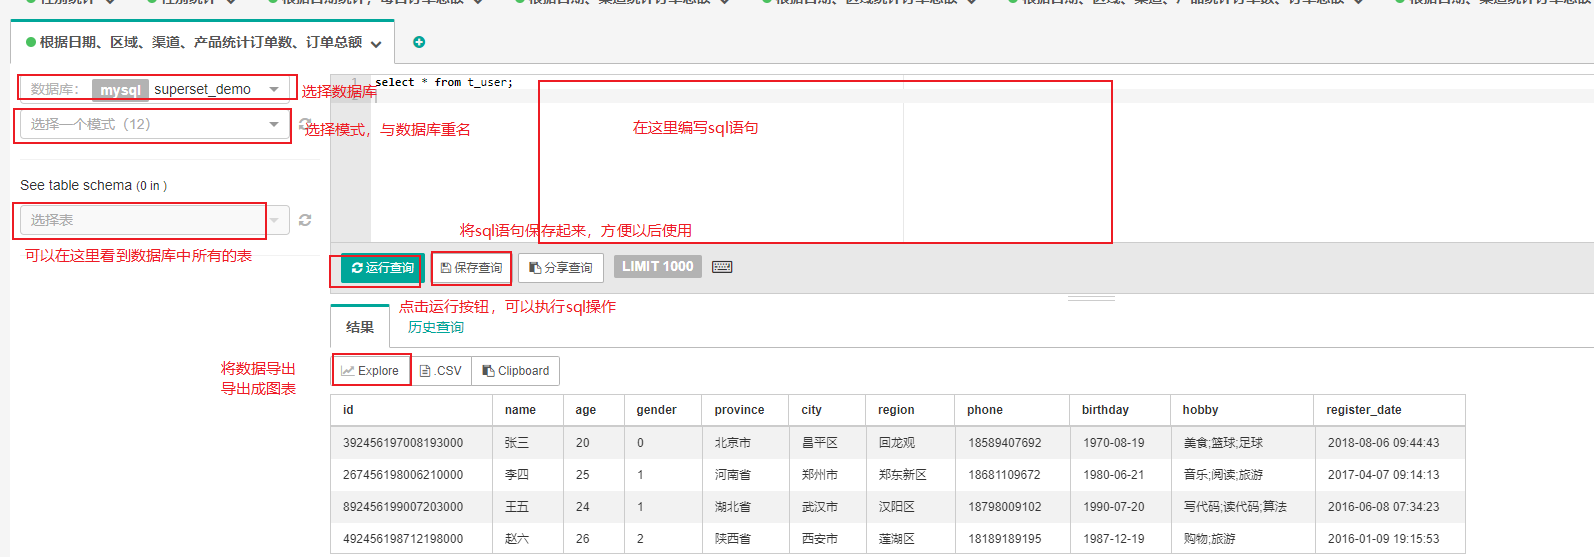 根据日期、区域、渠道、产品统计订单数、订单总额
数据库: mysql superset_demo
选择数据库
选择一个模式（12）
选择模式，与数据库重名
See table schema (0 in )
选择表
可以在这里看到数据库中所有的表
1 select * from t_user;
在这里编写sql语句
将sql语句保存起来，方便以后使用
运行查询 保存查询 分享查询 LIMIT 1000
点击运行按钮，可以执行sql操作
结果 历史查询
将数据导出
导出成图表
Explore .CSV Clipboard
id name age gender province city region phone birthday hobby register_date
392456197008193000 张三 20 0 北京市 昌平区 回龙观 18589407692 1970-08-19 美食;篮球;足球 2018-08-06 09:44:43
267456198006210000 李四 25 1 河南省 郑州市 郑东新区 18681109672 1980-06-21 音乐;阅读;旅游 2017-04-07 09:14:13
892456199007203000 王五 24 1 湖北省 武汉市 汉阳区 18798009102 1990-07-20 写代码;读代码;算法 2016-06-08 07:34:23
492456198712198000 赵六 26 2 陕西省 西安市 莲湖区 18189189195 1987-12-19 购物;旅游 2016-01-09 19:15:53